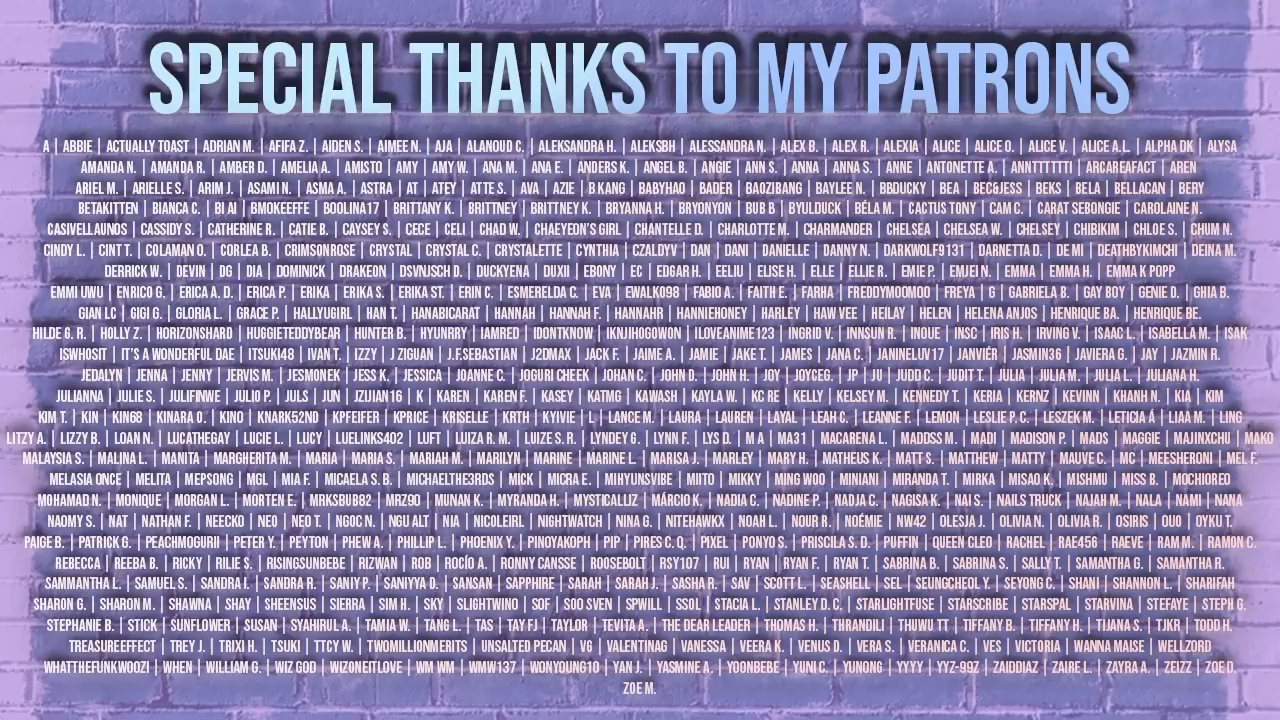 SPECIAL THANKS TO MY PATRONS
A | ABBIE | ACTUALLY TOAST | ADRIAN M. | AFIFA Z. | AIDEN S. | AIMEE N. | AJA | ALANOUD C. | ALEKSANDRA H. | ALEKSBH | ALESSANDRA N. | ALEX B. | ALEX R. | ALEXIA | ALICE | ALICE O. | ALICE V. | ALICE A.L. | ALPHA DK | ALYSA
AMANDA N. | AMANDA R. | AMBER D. | AMELIA A. | AMISTO | AMY | AMY W. | ANA M. | ANA E. | ANDERS K. | ANGEL B. | ANGIE | ANN S. | ANNA | ANNA S. | ANNE | ANTONETTE A. | ANNTTTTTTI | ARCAREAFACT | AREN
ARIEL M. | ARIELLE S. | ARIM J. | ASAMI N. | ASMA A. | ASTRA | AT | ATEY | ATTE S. | AVA | AZIE | B KANG | BABYHAO | BADER | BAOZIBANG | BAYLEE N. | BBDUCKY | BEA | BEC&JESS | BEKS | BELA | BELLACAN | BERY
BETAKITTEN | BIANCA C. | BI AI | BMOKEEFFE | BOOLINA17 | BRITTANY K. | BRITTNEY | BRITTNEY K. | BRYANNA H. | BRYONYON | BUB B | BYULDUCK | BÉLA M. | CACTUS TONY | CAM C. | CARAT SEBONGIE | CAROLAINE N.
CASIVELLAUNOS | CASSIDY S. | CATHERINE R. | CATIE B. | CAYSEY S. | CECE | CELI | CHAD W. | CHAEYEON'S GIRL | CHANTELLE D. | CHARLOTTE M. | CHARMANDER | CHELSEA | CHELSEA W. | CHELSEY | CHIBIKIM | CHLOE S. | CHUM N.
CINDY L. | CINT T. | COLAMAN O. | CORLEA B. | CRIMSONROSE | CRYSTAL | CRYSTAL C. | CRYSTALETTE | CYNTHIA | CZALDYV | DAN | DANI | DANIELLE | DANNY N. | DARKWOLF9131 | DARNETTA D. | DE MI | DEATHBYKIMCHI | DEINA M.
DERRICK W. | DEVIN | DG | DIA | DOMINICK | DRAKEON | DSVNJSCH D. | DUCKYENA | DUXII | EBONY | EC | EDGAR H. | EELIU | ELISE H. | ELLE | ELLIE R. | EMIE P. | EMJEI N. | EMMA | EMMA H. | EMMA K POPP
EMMI UWU | ENRICO G. | ERICA A. D. | ERICA P. | ERIKA | ERIKA S. | ERIKA ST. | ERIN C. | ESMERELDA C. | EVA | EWALK098 | FABIO A. | FAITH E. | FARHA | FREDDYMOOMOO | FREYA | G | GABRIELA B. | GAY BOY | GENIE D. | GHIA B.
GIAN LC | GIGI G. | GLORIA L. | GRACE P. | HALLYUGIRL | HAN T. | HANABICARAT | HANNAH | HANNAH F. | HANNAHR | HANNIEHONEY | HARLEY | HAW VEE | HEILAY | HELEN | HELENA ANJOS | HENRIQUE BA. | HENRIQUE BE.
HILDE G. R. | HOLLY Z. | HORIZONSHARD | HUGGIETEDDYBEAR | HUNTER B. | HYUNRRY | IAMRED | IDONTKNOW | IKNJIHOGOWON | ILOVEANIME123 | INGRID V. | INNSUN R. | INOUE | INSC | IRIS H. | IRVING V. | ISAAC L. | ISABELLA M. | ISAK
ISWHOSIT | IT'S A WONDERFUL DAE | ITSUKI48 | IVAN T. | IZZY | J ZIGUAN | J.F.SEBASTIAN | J2DMAX | JACK F. | JAIME A. | JAMIE | JAKE T. | JAMES | JANA C. | JANINELUV17 | JANVIÉR | JASMIN36 | JAVIERA G. | JAY | JAZMIN R.
JEDALYN | JENNA | JENNY | JERVIS M. | JESMONEK | JESS K. | JESSICA | JOANNE C. | JOGURI CHEEK | JOHAN C. | JOHN D. | JOHN H. | JOY | JOYCEG. | JP | JU | JUDD C. | JUDIT T. | JULIA | JULIA M. | JULIA L. | JULIANA H.
JULIANNA | JULIE S. | JULIFINWE | JULIO P. | JULS | JUN | JZIJIAN16 | K | KAREN | KAREN F. | KASEY | KATMG | KAWASH | KAYLA W. | KC RE | KELLY | KELSEY M. | KENNEDY T. | KERIA | KERNZ | KEVINN | KHANH N. | KIA | KIM
KIM T. | KIN | KIN68 | KINARA O. | KINO | KNARK52ND | KPFEIFER | KPRICE | KRISELLE | KRTH | KYIVIE | L | LANCE M. | LAURA | LAUREN | LAYAL | LEAH C. | LEANNE F. | LEMON | LESLIE P. C. | LESZEK M. | LETICIA Á | LIAA M. | LING
LITZY A. | LIZZY B. | LOAN N. | LUCATHEGAY | LUCIE L. | LUCY | LUELINKS402 | LUFT | LUIZA R. M. | LUIZE S. R. | LYNDEY G. | LYNN F. | LYS D. | M A | MA31 | MACARENA L. | MADDSS M. | MADI | MADISON P. | MADS | MAGGIE | MAJINXCHU | MAKO
MALAYSIA S. | MALINA L. | MANITA | MARGHERITA M. | MARIA | MARIA S. | MARIAH M. | MARILYN | MARINE | MARINE L. | MARISA J. | MARLEY | MARY H. | MATHEUS K. | MATT S. | MATTHEW | MATTY | MAUVE C. | MC | MEESHERONI | MEL F.
MELASIA ONCE | MELITA | MEPSONG | MGL | MIA F. | MICAELA S. B. | MICHAELTHE3RDS | MICK | MICRA E. | MIHYUNSVIBE | MIITO | MIKKY | MING WOO | MINIANI | MIRANDA T. | MIRKA | MISAO K. | MISHMU | MISS B. | MOCHIOREO
MOHAMAD N. | MONIQUE | MORGAN L. | MORTEN E. | MRKSBUB82 | MRZ90 | MUNAN K. | MYRANDA H. | MYSTICALLIZ | MÁRCIO K. | NADIA C. | NADINE P. | NADJA C. | NAGISA K. | NAI S. | NAILS TRUCK | NAJAH M. | NALA | NAMI | NANA
NAOMY S. | NAT | NATHAN F. | NEECKO | NEO | NEO T. | NGOC N. | NGU ALT | NIA | NICOLEIRL | NIGHTWATCH | NINA G. | NITEHAWKX | NOAH L. | NOUR R. | NOÉMIE | NW42 | OLESJA J. | OLIVIA N. | OLIVIA R. | OSIRIS | OUO | OYKU T.
PAIGE B. | PATRICK G. | PEACHMOGURII | PETER Y. | PEYTON | PHEW A. | PHILLIP L. | PHOENIX Y. | PINOYAKOPH | PIP | PIRES C. Q. | PIXEL | PONYO S. | PRISCILA S. D. | PUFFIN | QUEEN CLEO | RACHEL | RAE456 | RAEVE | RAM M. | RAMON C.
REBECCA | REEBA B. | RICKY | RILIE S. | RISINGSUNBEBE | RIZWAN | ROB | ROCÍO A. | RONNY CANSSE | ROOSEBOLT | RSY107 | RUI | RYAN | RYAN F. | RYAN T. | SABRINA B. | SABRINA S. | SALLY T. | SAMANTHA G. | SAMANTHA R.
SAMMANTHA L. | SAMUEL S. | SANDRA I. | SANDRA R. | SANIY P. | SANIYYA D. | SANSAN | SAPPHIRE | SARAH | SARAH J. | SASHA R. | SAV | SCOTT L. | SEASHELL | SEL | SEUNGCHEOL Y. | SEYONG C. | SHANI | SHANNON L. | SHARIFAH
SHARON G. | SHARON M. | SHAWNA | SHAY | SHEENSUS | SIERRA | SIM H. | SKY | SLIGHTWINO | SOF | SOO SVEN | SPWILL | SSOL | STACIA L. | STANLEY D. C. | STARLIGHTFUSE | STARSCRIBE | STARSPAL | STARVINA | STEFAYE | STEPH G.
STEPHANIE B. | STICK | SUNFLOWER | SUSAN | SYAHIRUL A. | TAMIA W. | TANG L. | TAS | TAY FJ | TAYLOR | TEVITA A. | THE DEAR LEADER | THOMAS H. | THRANDILI | THUWU TT | TIFFANY B. | TIFFANY H. | TIJANA S. | TJKR | TODD H.
TREASUREEFFECT | TREY J. | TRIXI H. | TSUKI | TTCY W. | TWOMILLIONMERITS | UNSALTED PECAN | VG | VALENTINAG | VANESSA | VEERA K. | VENUS D. | VERA S. | VERANICA C. | VES | VICTORIA | WANNA MAISE | WELLZORD
WHATTHEFUNKWOOZI | WHEN | WILLIAM G. | WIZ GOD | WIZONEITLOVE | WM WM | WMW137 | WONYOUNG10 | YAN J. | YASMINE A. | YOONBEBE | YUNI C. | YUNONG | YYYY | YYZ-99Z | ZAIDDIAZ | ZAIRE L. | ZAYRA A. | ZEIZZ | ZOE D.
ZOE M.